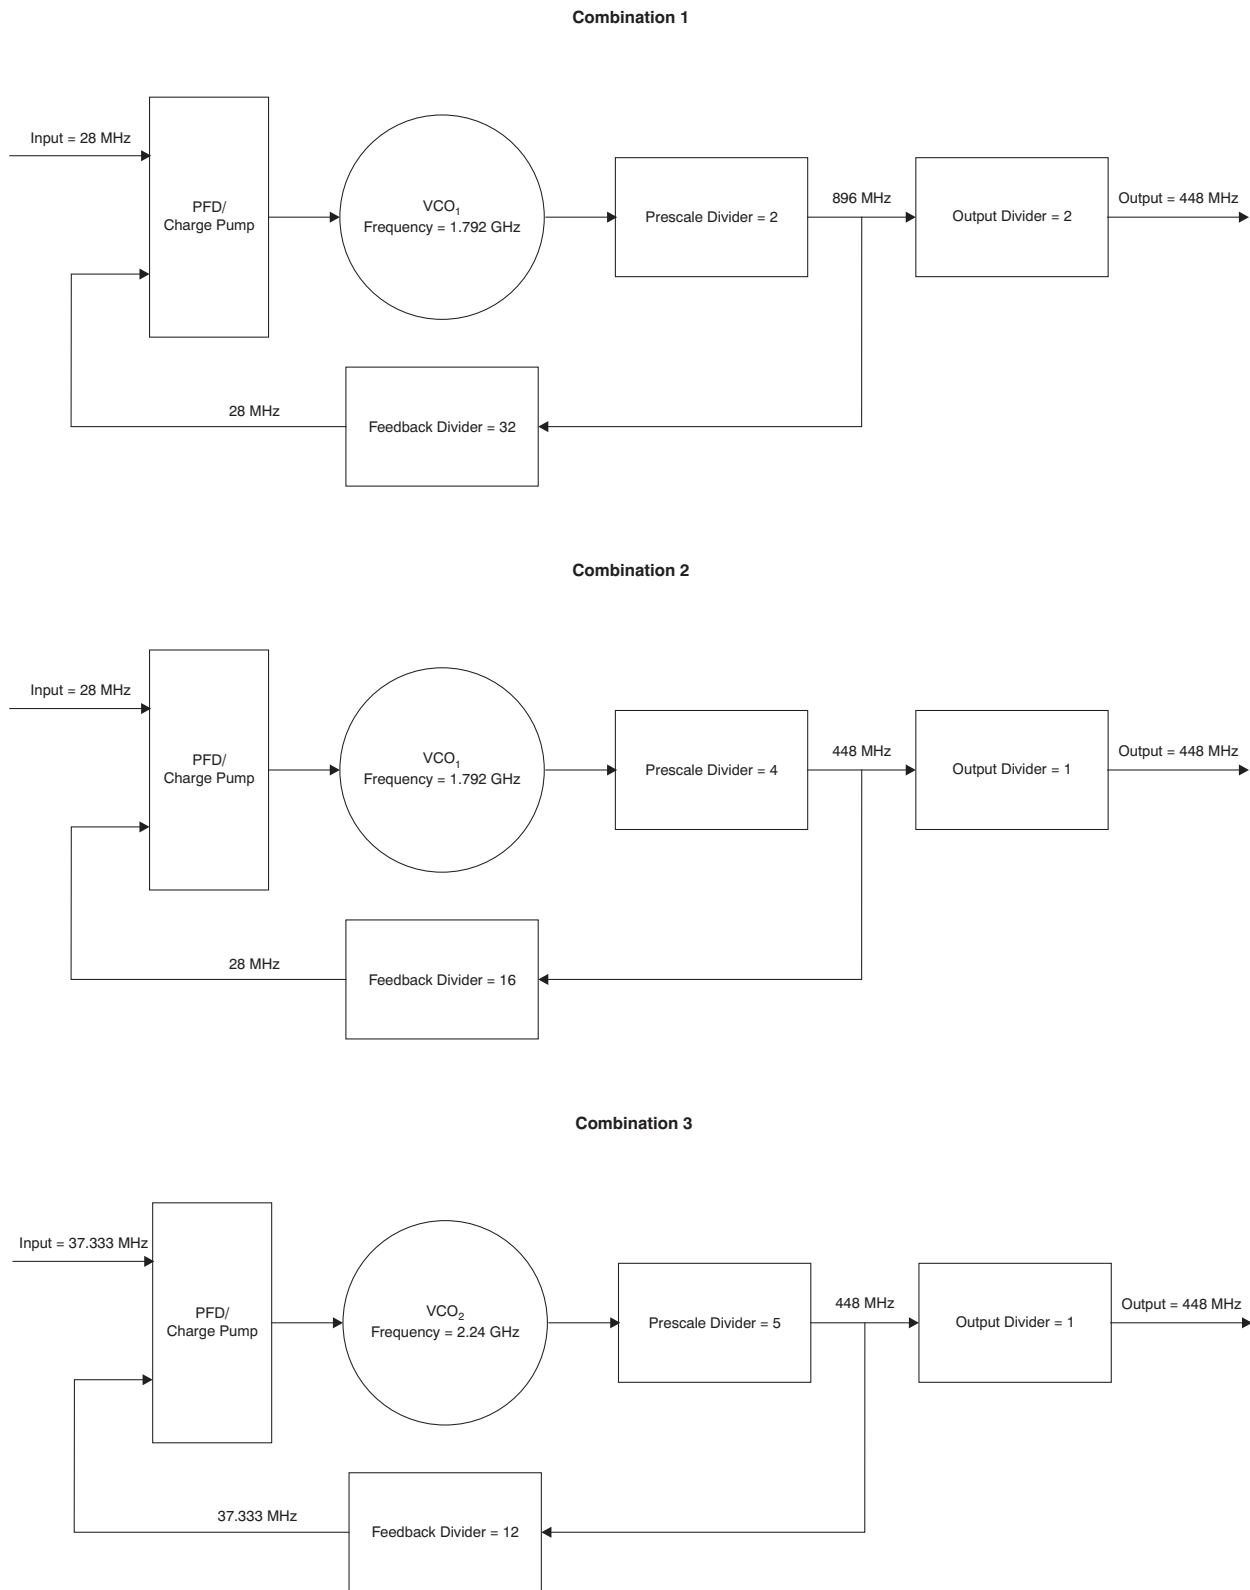 Combination 1
Input = 28 MHz
PFD/
Charge Pump
VCO₁
Frequency = 1.792 GHz
Prescale Divider = 2
896 MHz
Output Divider = 2
Output = 448 MHz
28 MHz
Feedback Divider = 32
Combination 2
Input = 28 MHz
PFD/
Charge Pump
VCO₁
Frequency = 1.792 GHz
Prescale Divider = 4
448 MHz
Output Divider = 1
Output = 448 MHz
28 MHz
Feedback Divider = 16
Combination 3
Input = 37.333 MHz
PFD/
Charge Pump
VCO₂
Frequency = 2.24 GHz
Prescale Divider = 5
448 MHz
Output Divider = 1
Output = 448 MHz
37.333 MHz
Feedback Divider = 12